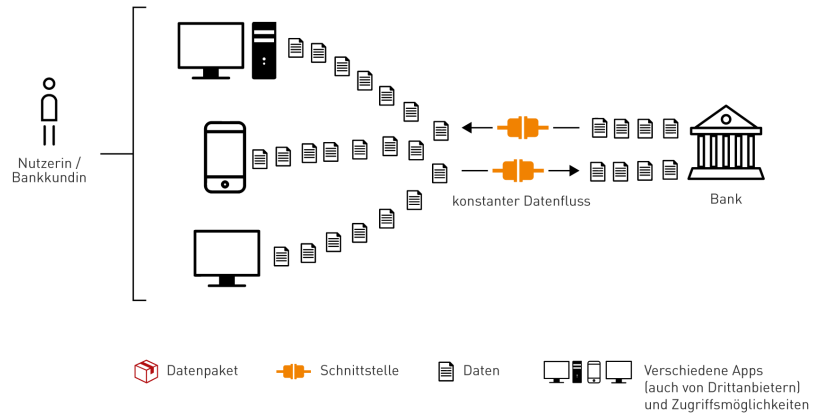 Nutzerin /
Bankkundin
konstanter Datenfluss
Bank
Datenpaket
Schnittstelle
Daten
Verschiedene Apps
(auch von Drittanbietern)
und Zugriffsmöglichkeiten